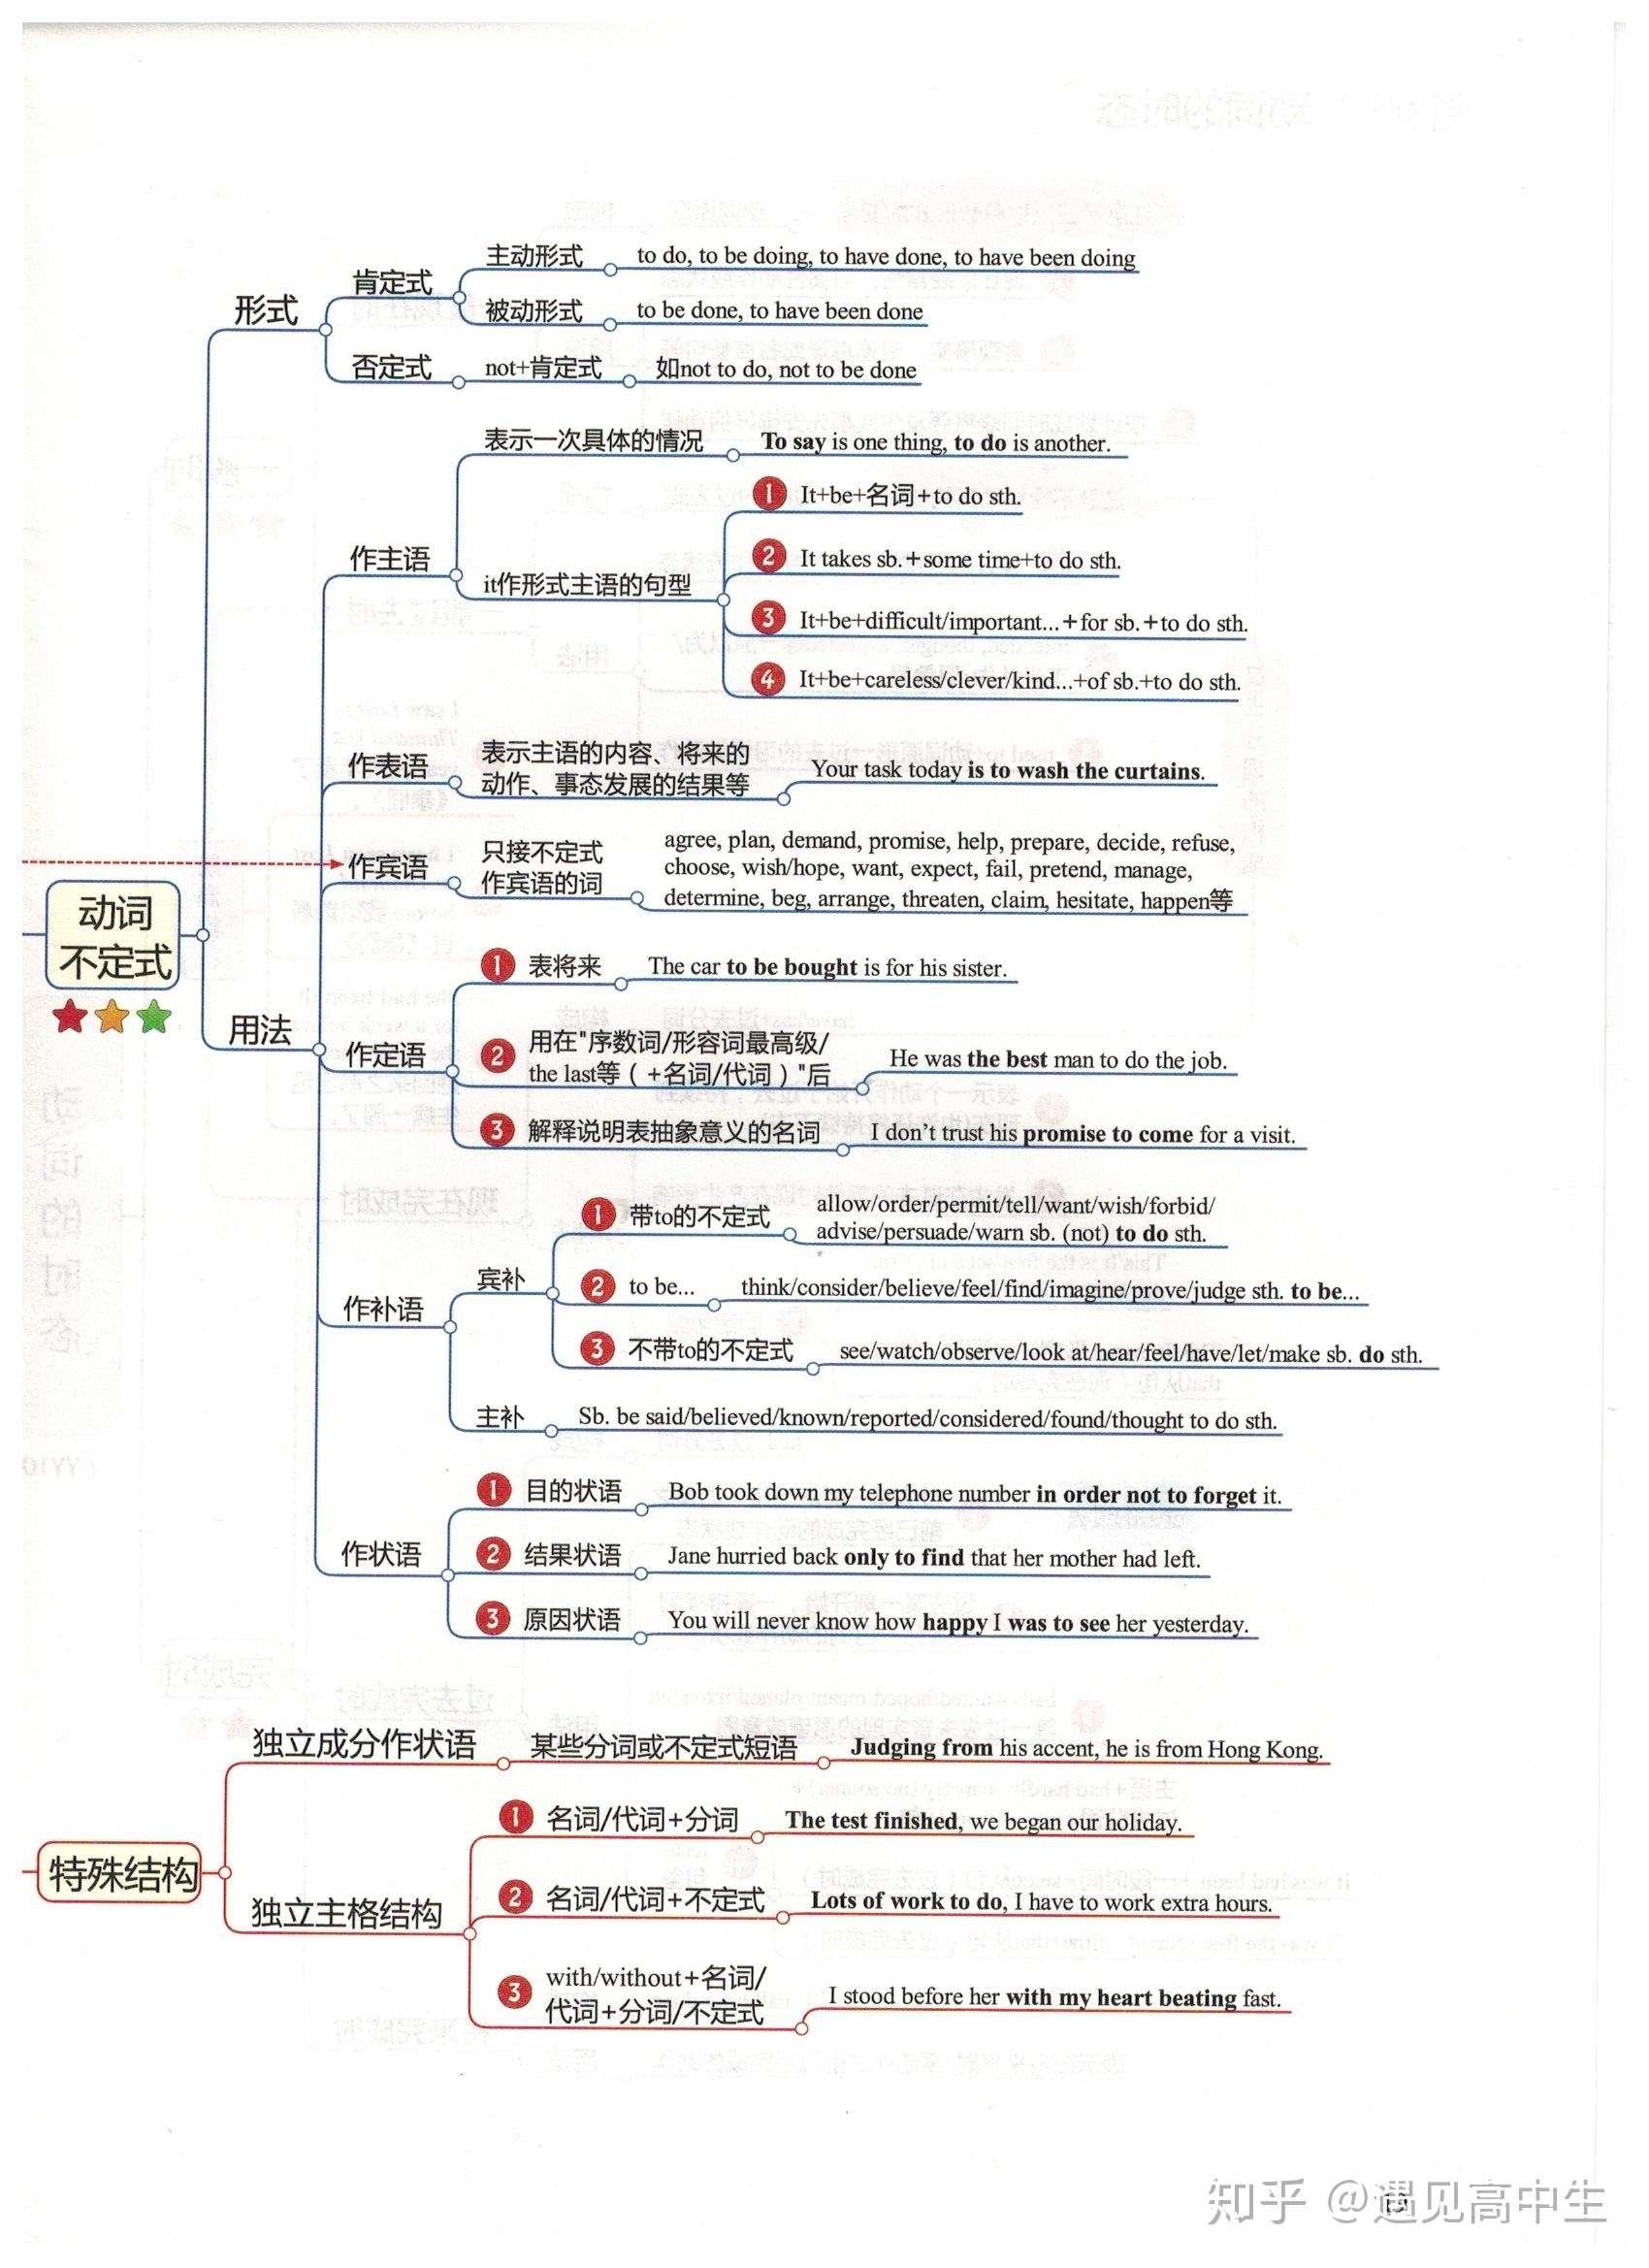 形式
肯定式
主动形式
to do, to be doing, to have done, to have been doing
被动形式
to be done, to have been done
否定式
not+肯定式
如not to do, not to be done
动词
不定式
用法
作主语
表示一次具体的情况
To say is one thing, to do is another.
it作形式主语的句型
1 It+be+名词+to do sth.
2 It takes sb.+some time+to do sth.
3 It+be+difficult/important...+for sb.+to do sth.
4 It+be+careless/clever/kind...+of sb.+to do sth.
作表语
表示主语的内容、将来的
动作、事态发展的结果等
Your task today is to wash the curtains.
作宾语
只接不定式
作宾语的词
agree, plan, demand, promise, help, prepare, decide, refuse,
choose, wish/hope, want, expect, fail, pretend, manage,
determine, beg, arrange, threaten, claim, hesitate, happen等
作定语
1 表将来
The car to be bought is for his sister.
2 用在"序数词/形容词最高级/
the last等（+名词/代词）"后
He was the best man to do the job.
3 解释说明表抽象意义的名词
I don't trust his promise to come for a visit.
作补语
宾补
1 带to的不定式
allow/order/permit/tell/want/wish/forbid/
advise/persuade/warn sb. (not) to do sth.
2 to be...
think/consider/believe/feel/find/imagine/prove/judge sth. to be...
3 不带to的不定式
see/watch/observe/look at/hear/feel/have/let/make sb. do sth.
主补
Sb. be said/believed/known/reported/considered/found/thought to do sth.
作状语
1 目的状语
Bob took down my telephone number in order not to forget it.
2 结果状语
Jane hurried back only to find that her mother had left.
3 原因状语
You will never know how happy I was to see her yesterday.
特殊结构
独立成分作状语
某些分词或不定式短语
Judging from his accent, he is from Hong Kong.
独立主格结构
1 名词/代词+分词
The test finished, we began our holiday.
2 名词/代词+不定式
Lots of work to do, I have to work extra hours.
3 with/without+名词/
代词+分词/不定式
I stood before her with my heart beating fast.
知乎 @遇见高中生